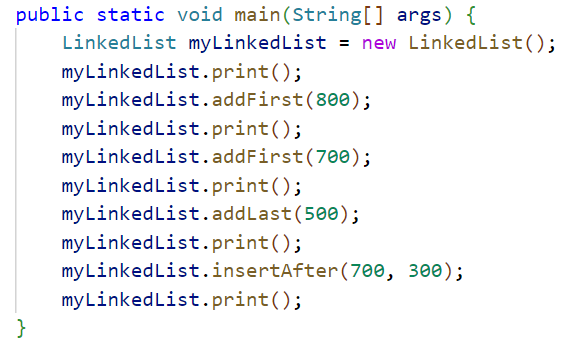 public static void main(String[] args) {
    LinkedList myLinkedList = new LinkedList();
    myLinkedList.print();
    myLinkedList.addFirst(800);
    myLinkedList.print();
    myLinkedList.addFirst(700);
    myLinkedList.print();
    myLinkedList.addLast(500);
    myLinkedList.print();
    myLinkedList.insertAfter(700, 300);
    myLinkedList.print();
}